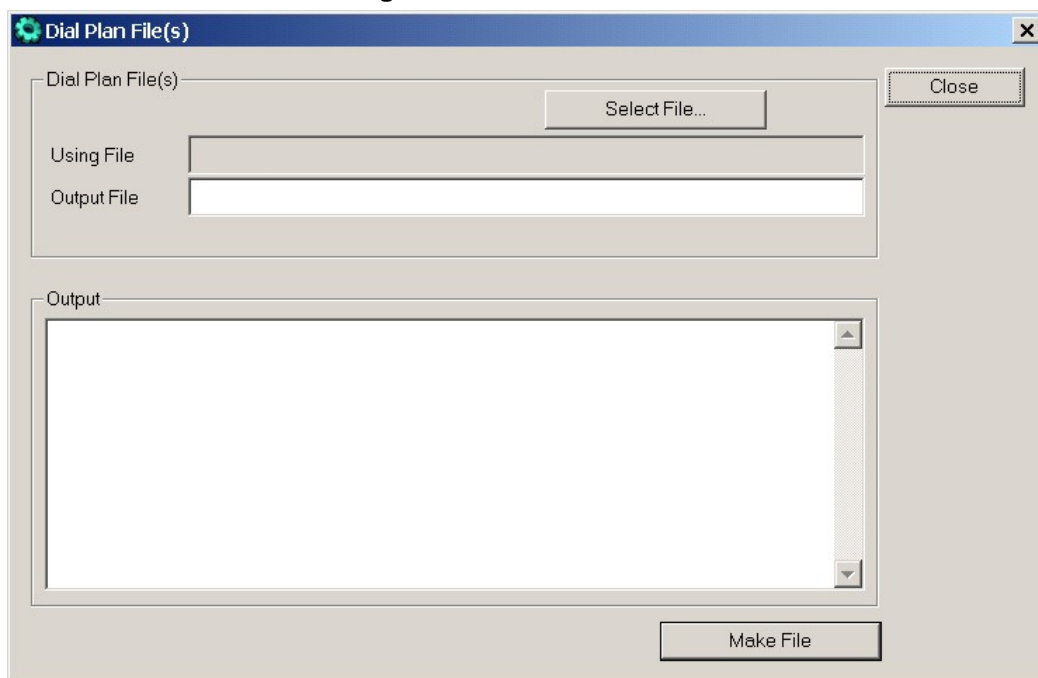 Dial Plan File(s)
Dial Plan File(s)
Close
Select File...
Using File
Output File
Output
Make File